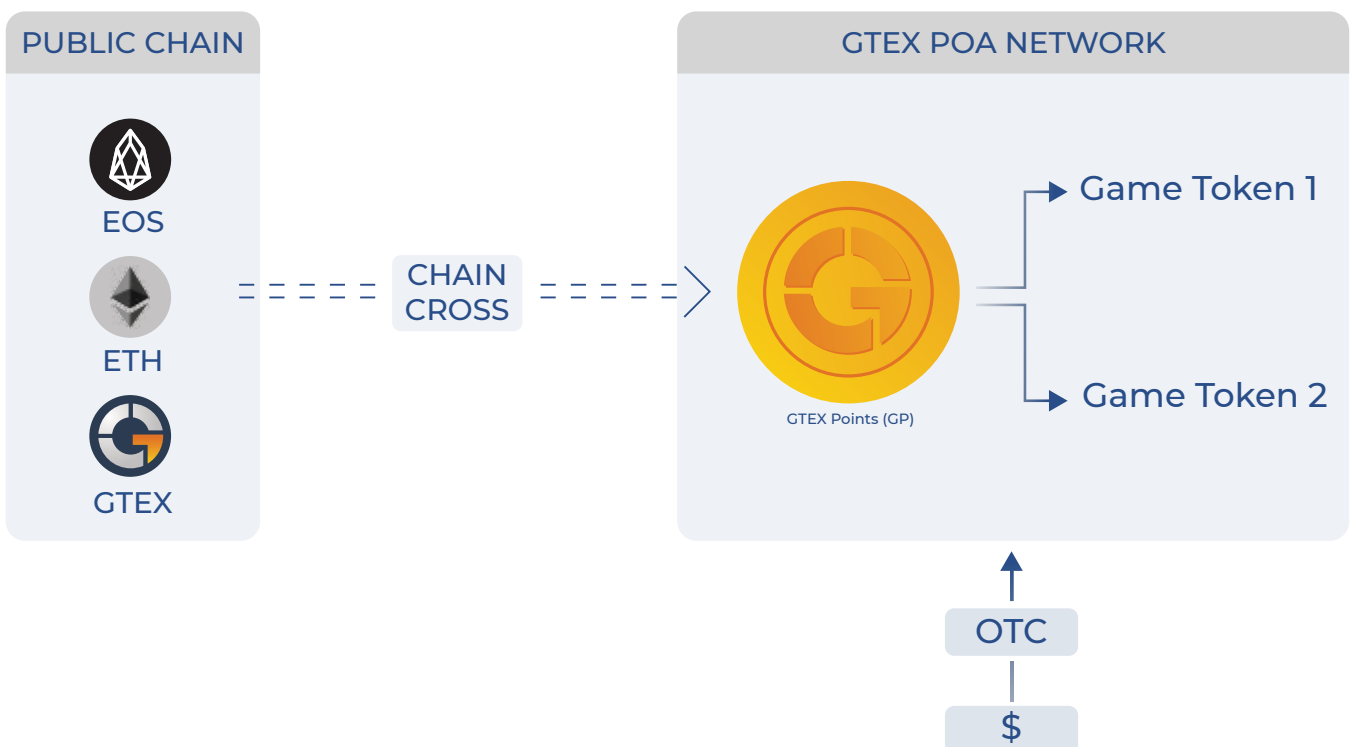 PUBLIC CHAIN
EOS
ETH
GTEX
CHAIN
CROSS
GTEX POA NETWORK
GTEX Points (GP)
Game Token 1
Game Token 2
OTC
$